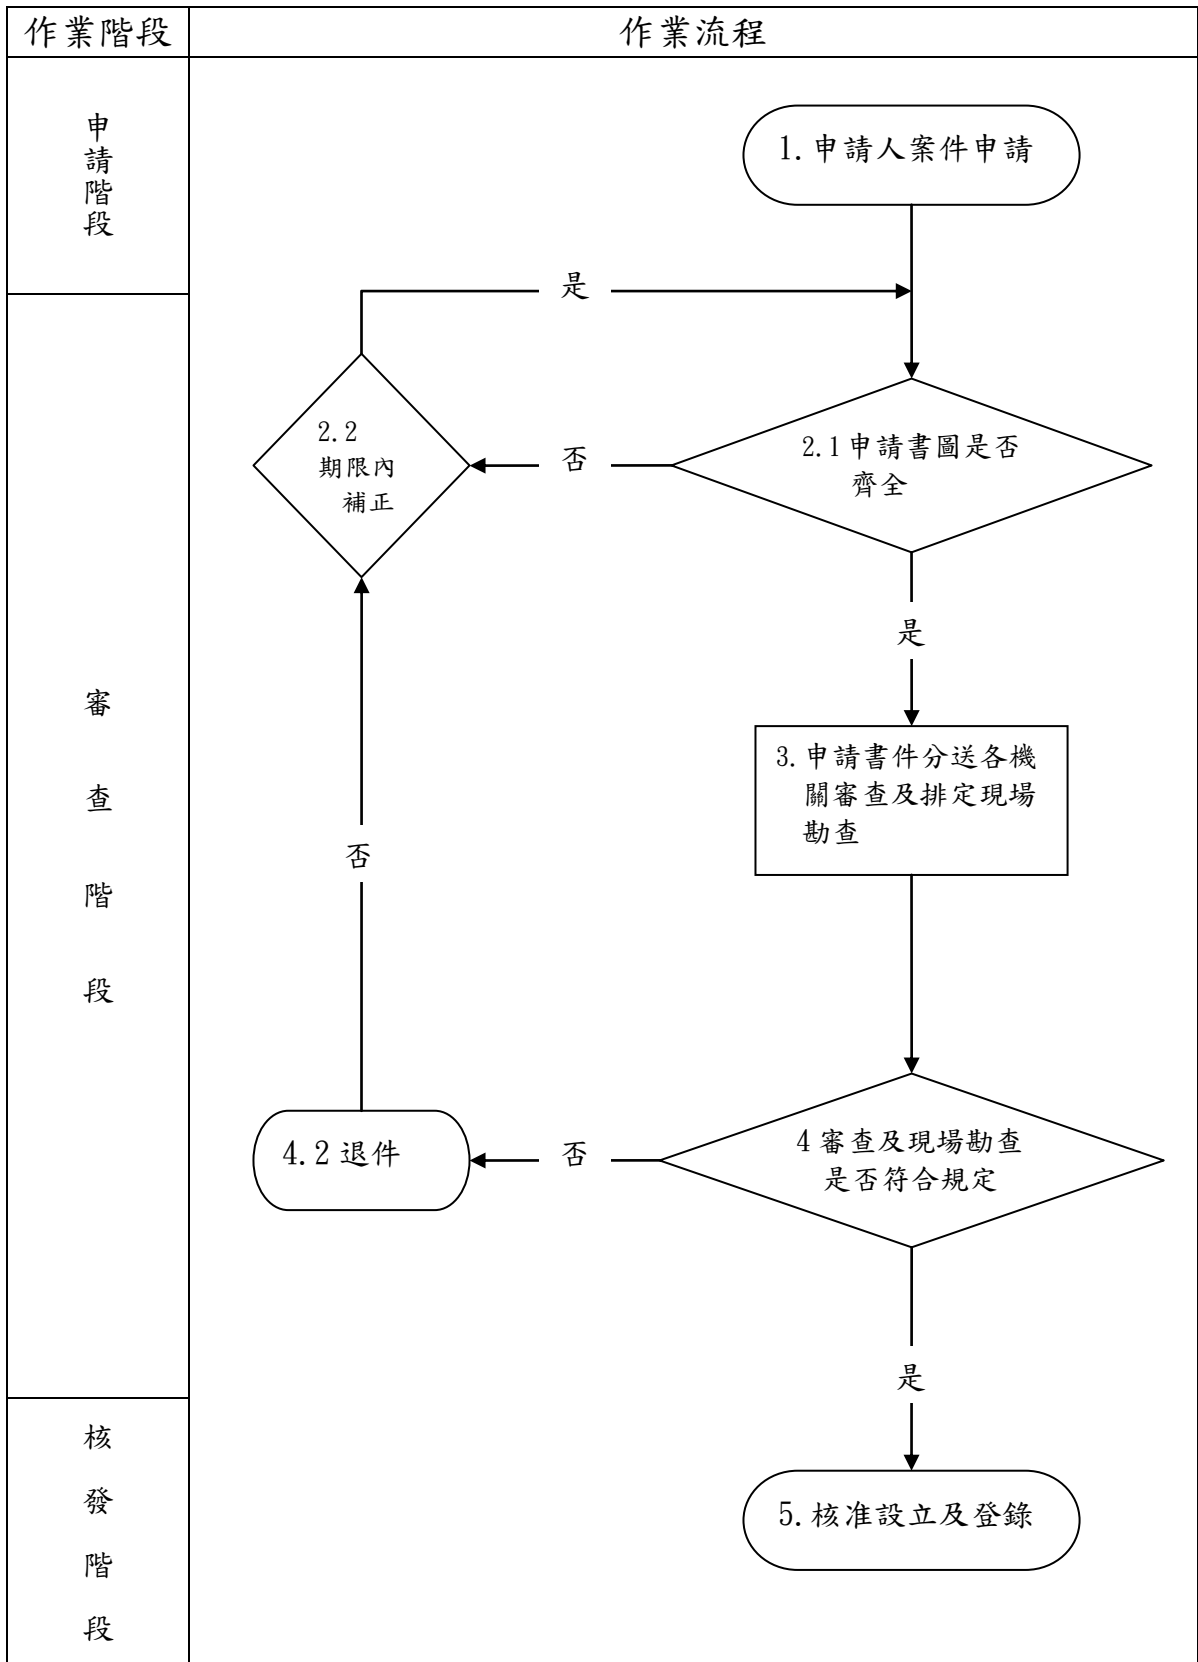 作業階段
作業流程
申請階段
1.申請人案件申請
是
審查階段
2.2
期限內
補正
否
2.1申請書圖是否
齊全
是
3.申請書件分送各機
關審查及排定現場
勘查
否
4.2退件
否
4審查及現場勘查
是否符合規定
是
核發階段
5.核准設立及登錄